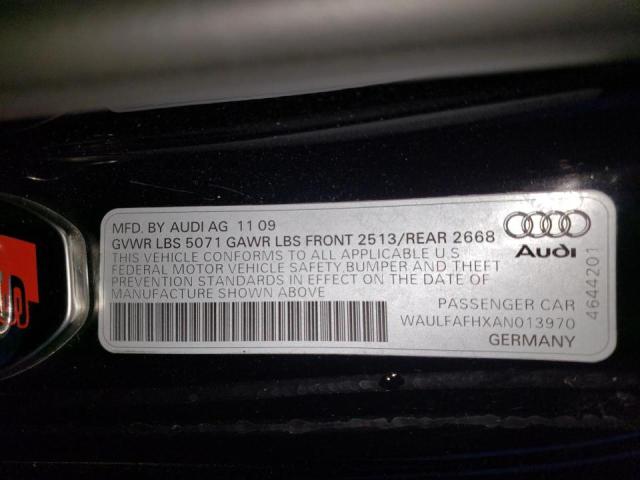 MFD. BY AUDI AG 11 09
GVWR LBS 5071 GAWR LBS FRONT 2513/REAR 2668
THIS VEHICLE CONFORMS TO ALL APPLICABLE U.S
FEDERAL MOTOR VEHICLE SAFETY, BUMPER AND THEFT
PREVENTION STANDARDS IN EFFECT ON THE DATE OF
MANUFACTURE SHOWN ABOVE
Audi
4644201
PASSENGER CAR
WAULFAFHXAN013970
GERMANY